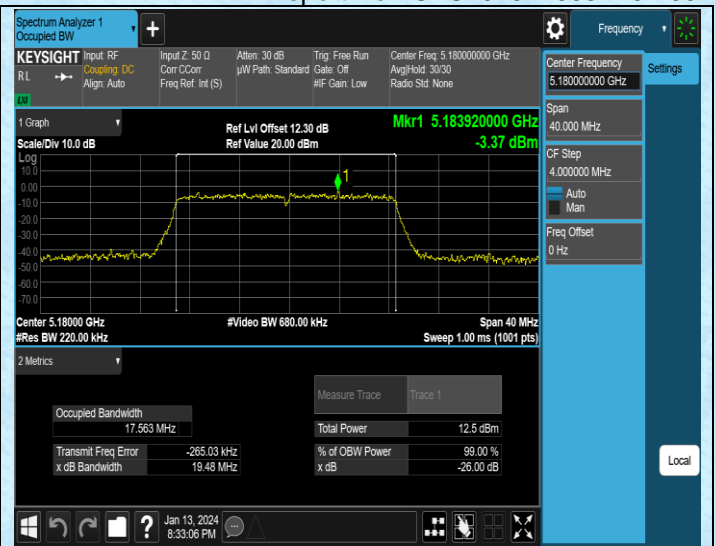 Spectrum Analyzer 1
Occupied BW
Frequency
KEYSIGHT
RL
LXI
Input: RF
Coupling: DC
Align: Auto
Input Z: 50 Ω
Corr CCorr
Freq Ref: Int (S)
Atten: 30 dB
µW Path: Standard
Trig: Free Run
Gate: Off
#IF Gain: Low
Center Freq: 5.180000000 GHz
Avg|Hold: 30/30
Radio Std: None
Center Frequency
5.180000000 GHz
Settings
Span
40.000 MHz
CF Step
4.000000 MHz
Auto
Man
Freq Offset
0 Hz
1 Graph
Scale/Div 10.0 dB
Ref Lvl Offset 12.30 dB
Ref Value 20.00 dBm
Mkr1 5.183920000 GHz
-3.37 dBm
Log
10.0
0.00
-10.0
-20.0
-30.0
-40.0
-50.0
-60.0
-70.0
1
Center 5.18000 GHz
#Res BW 220.00 kHz
#Video BW 680.00 kHz
Span 40 MHz
Sweep 1.00 ms (1001 pts)
2 Metrics
Measure Trace Trace 1
Occupied Bandwidth
17.563 MHz
Total Power 12.5 dBm
Transmit Freq Error -265.03 kHz
% of OBW Power 99.00 %
x dB Bandwidth 19.48 MHz
x dB -26.00 dB
Local
Jan 13, 2024
8:33:06 PM